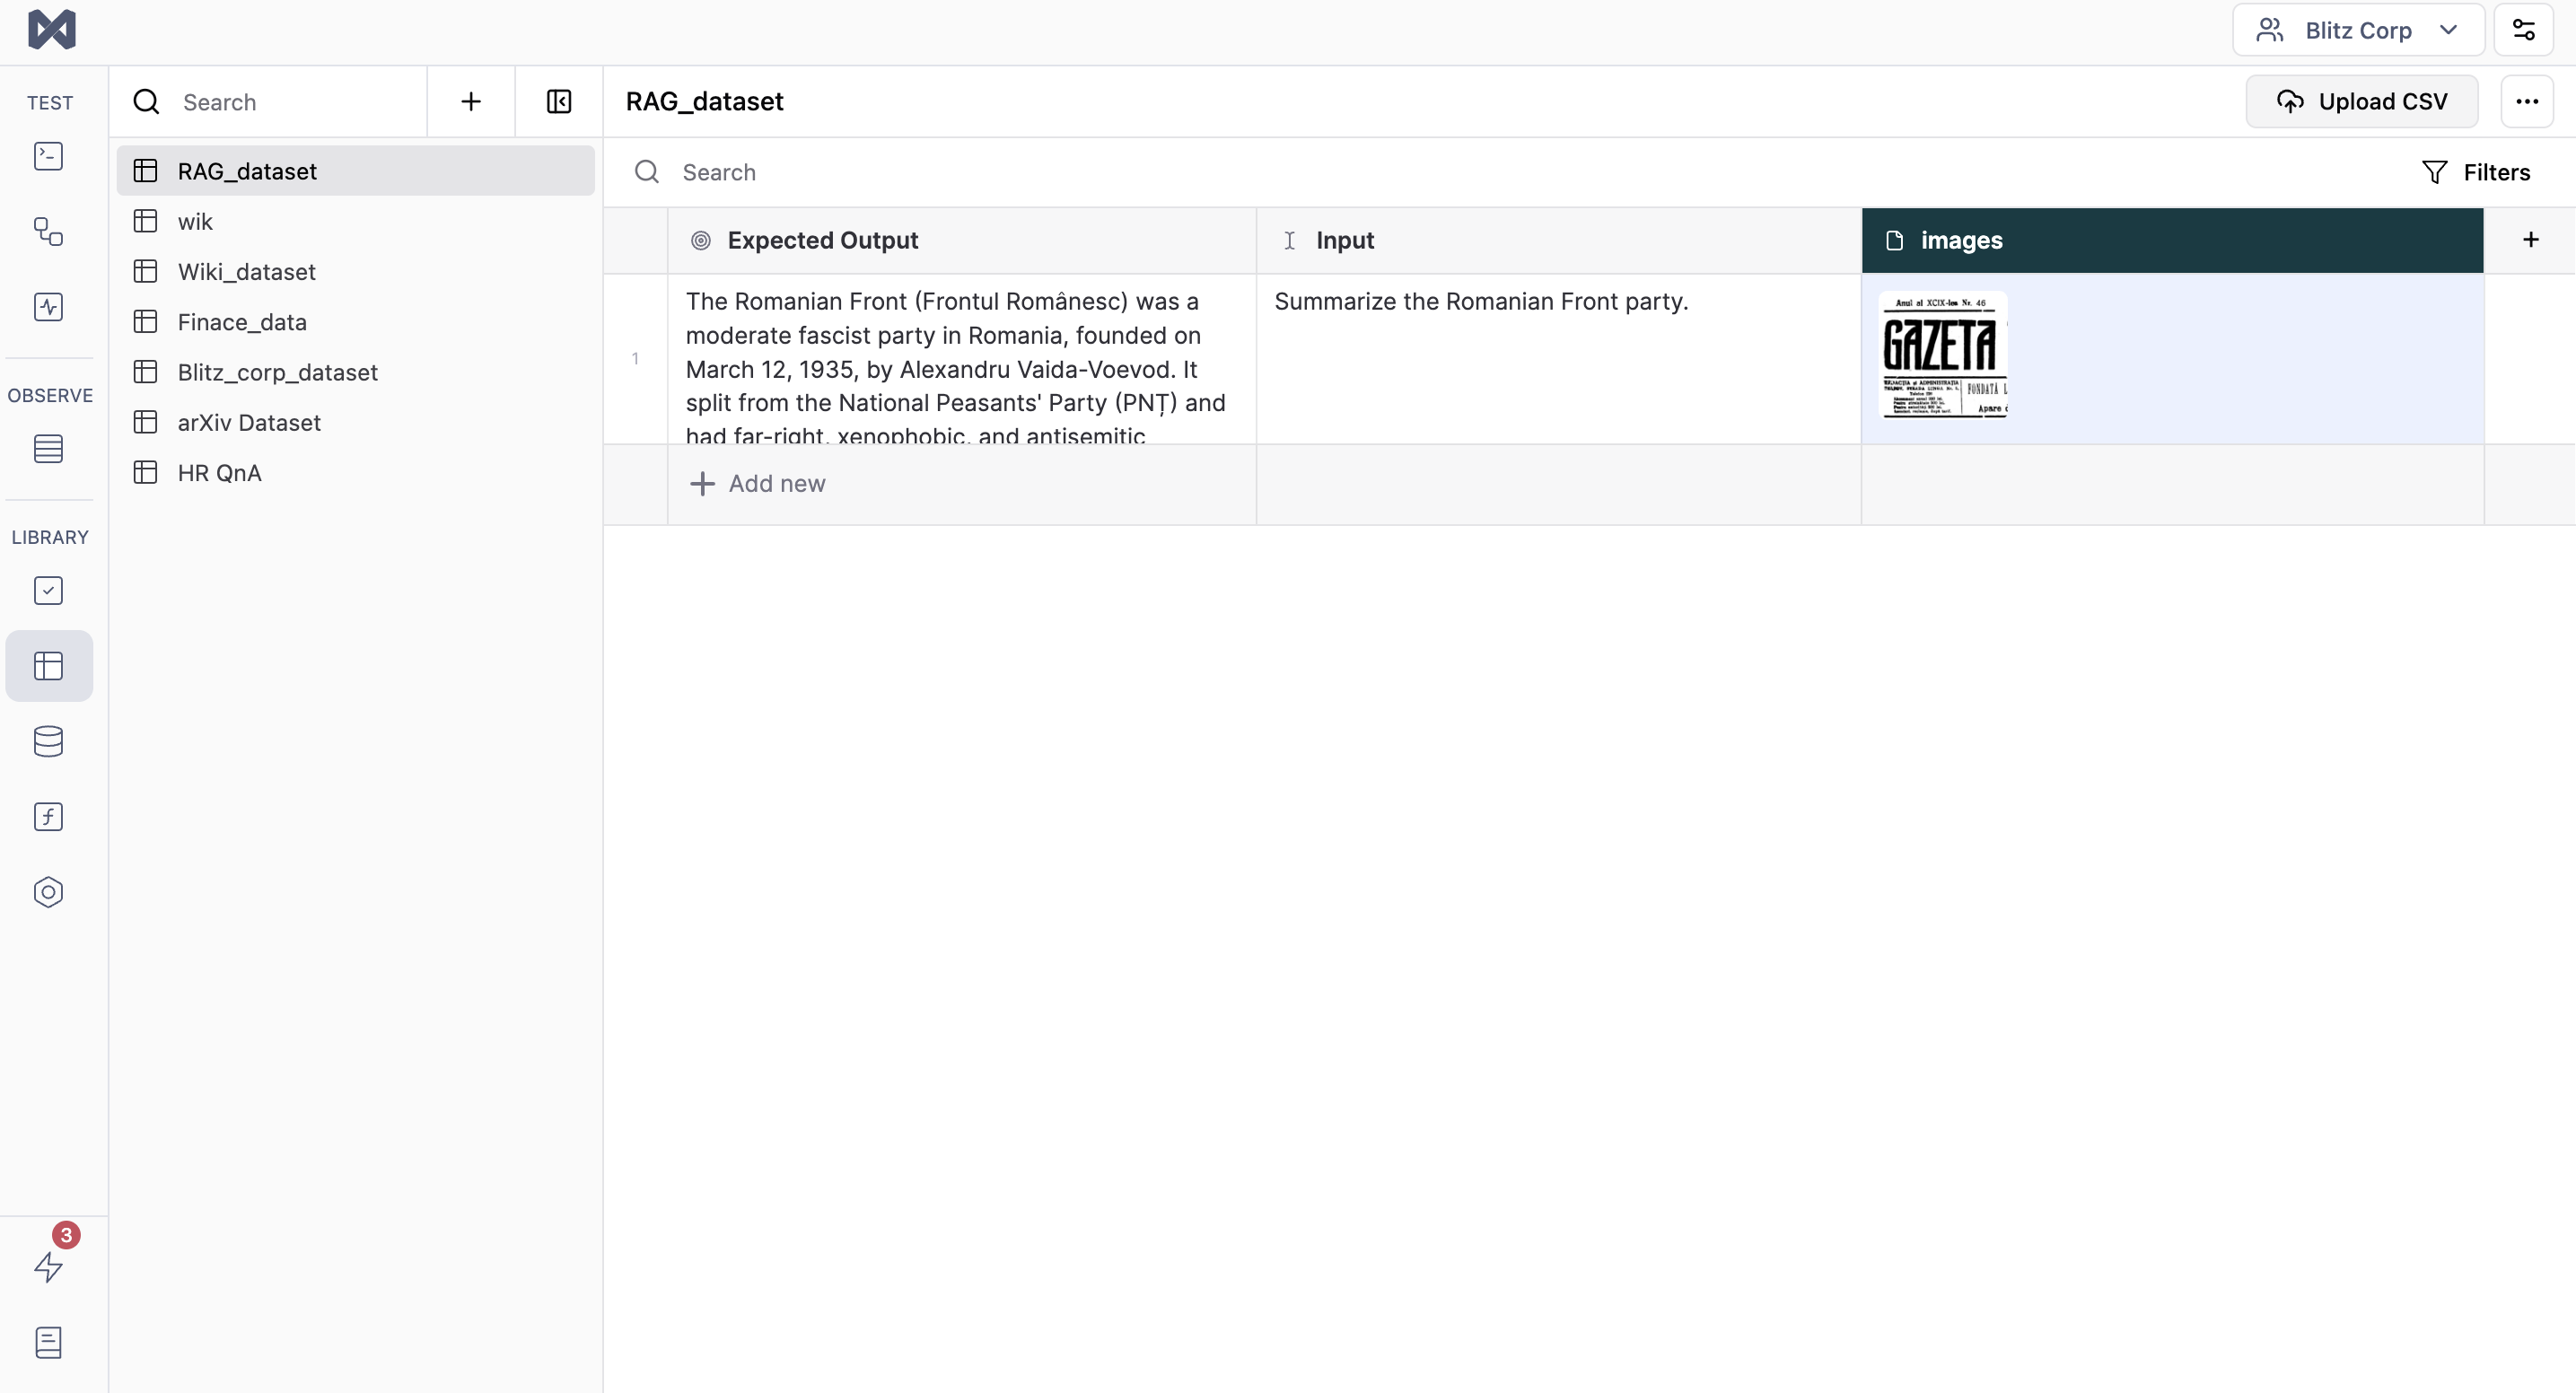 Blitz Corp
TEST
OBSERVE
LIBRARY
3
Search
RAG_dataset
wik
Wiki_dataset
Finace_data
Blitz_corp_dataset
arXiv Dataset
HR QnA
RAG_dataset
Upload CSV
Search
Filters
Expected Output
Input
images
1
The Romanian Front (Frontul Românesc) was a
moderate fascist party in Romania, founded on
March 12, 1935, by Alexandru Vaida-Voevod. It
split from the National Peasants' Party (PNȚ) and
had far-right, xenophobic, and antisemitic
Summarize the Romanian Front party.
Anul al XCIX-lea Nr. 46
GAZETA
FONDATĂ
Apare
Add new